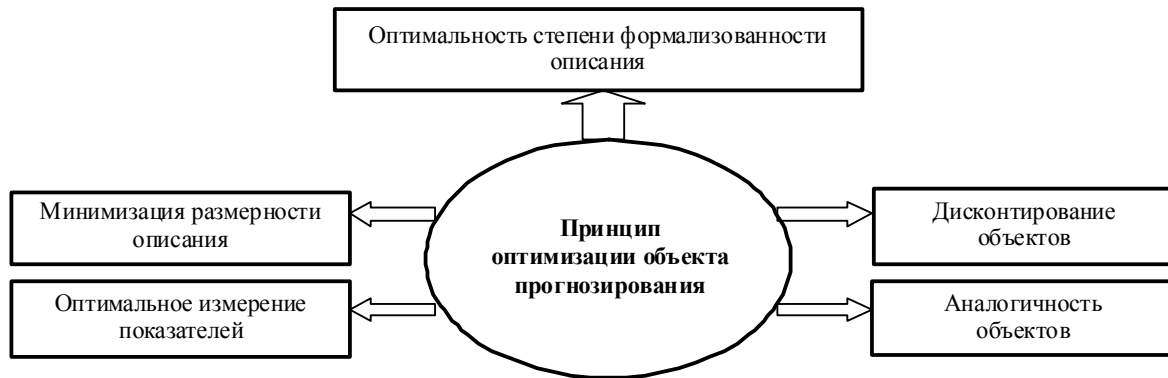 Оптимальность степени формализованности
описания
Минимизация размерности
описания
Оптимальное измерение
показателей
Принцип
оптимизации объекта
прогнозирования
Дисконтирование
объектов
Аналогичность
объектов